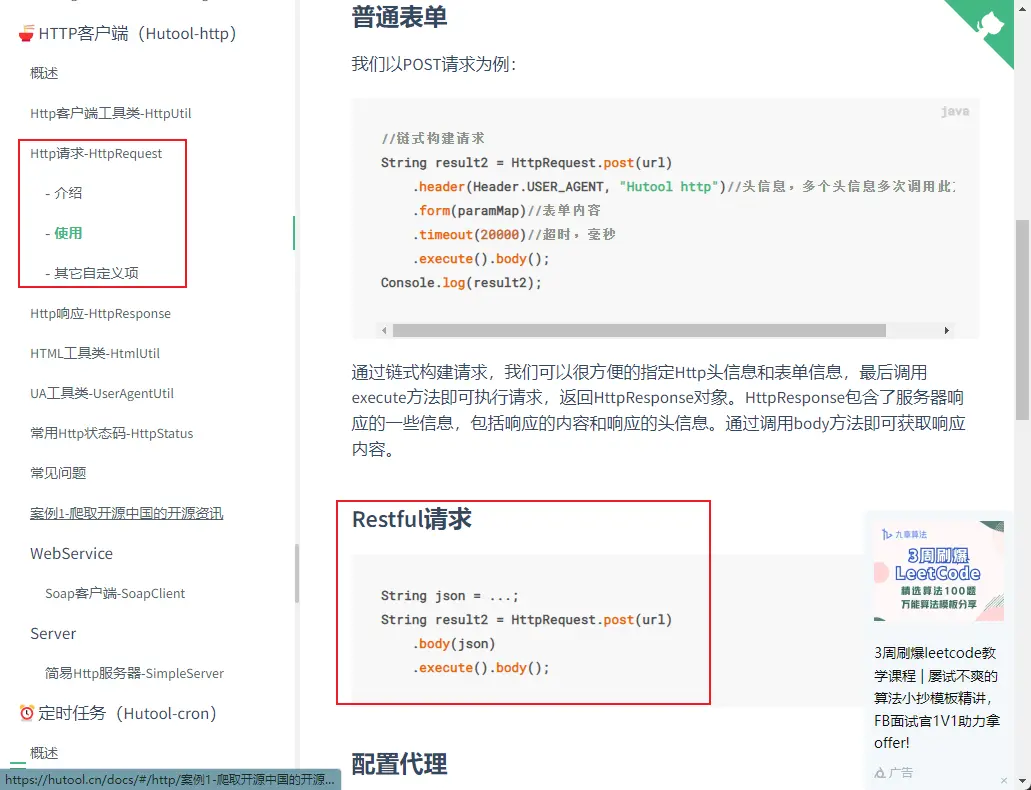 HTTP客户端（Hutool-http）
概述
Http客户端工具类-HttpUtil
Http请求-HttpRequest
- 介绍
- 使用
- 其它自定义项
Http响应-HttpResponse
HTML工具类-HtmlUtil
UA工具类-UserAgentUtil
常用Http状态码-HttpStatus
常见问题
案例1-爬取开源中国的开源资讯
WebService
Soap客户端-SoapClient
Server
简易Http服务器-SimpleServer
定时任务（Hutool-cron）
概述
https://hutool.cn/docs/#/http/案例1-爬取开源中国的开源...
普通表单
我们以POST请求为例：
java
//链式构建请求
String result2 = HttpRequest.post(url)
.header(Header.USER_AGENT, "Hutool http")//头信息，多个头信息多次调用此
.form(paramMap)//表单内容
.timeout(20000)//超时，毫秒
.execute().body();
Console.log(result2);
通过链式构建请求，我们可以很方便的指定Http头信息和表单信息，最后调用
execute方法即可执行请求，返回HttpResponse对象。HttpResponse包含了服务器响
应的一些信息，包括响应的内容和响应的头信息。通过调用body方法即可获取响应
内容。
Restful请求
String json = ...;
String result2 = HttpRequest.post(url)
.body(json)
.execute().body();
配置代理
九章算法
3周刷爆
LeetCode
精选算法100题
万能算法模板分享
3周刷爆leetcode教
学课程 | 屡试不爽的
算法小抄模板精讲，
FB面试官1V1助力拿
offer!
广告